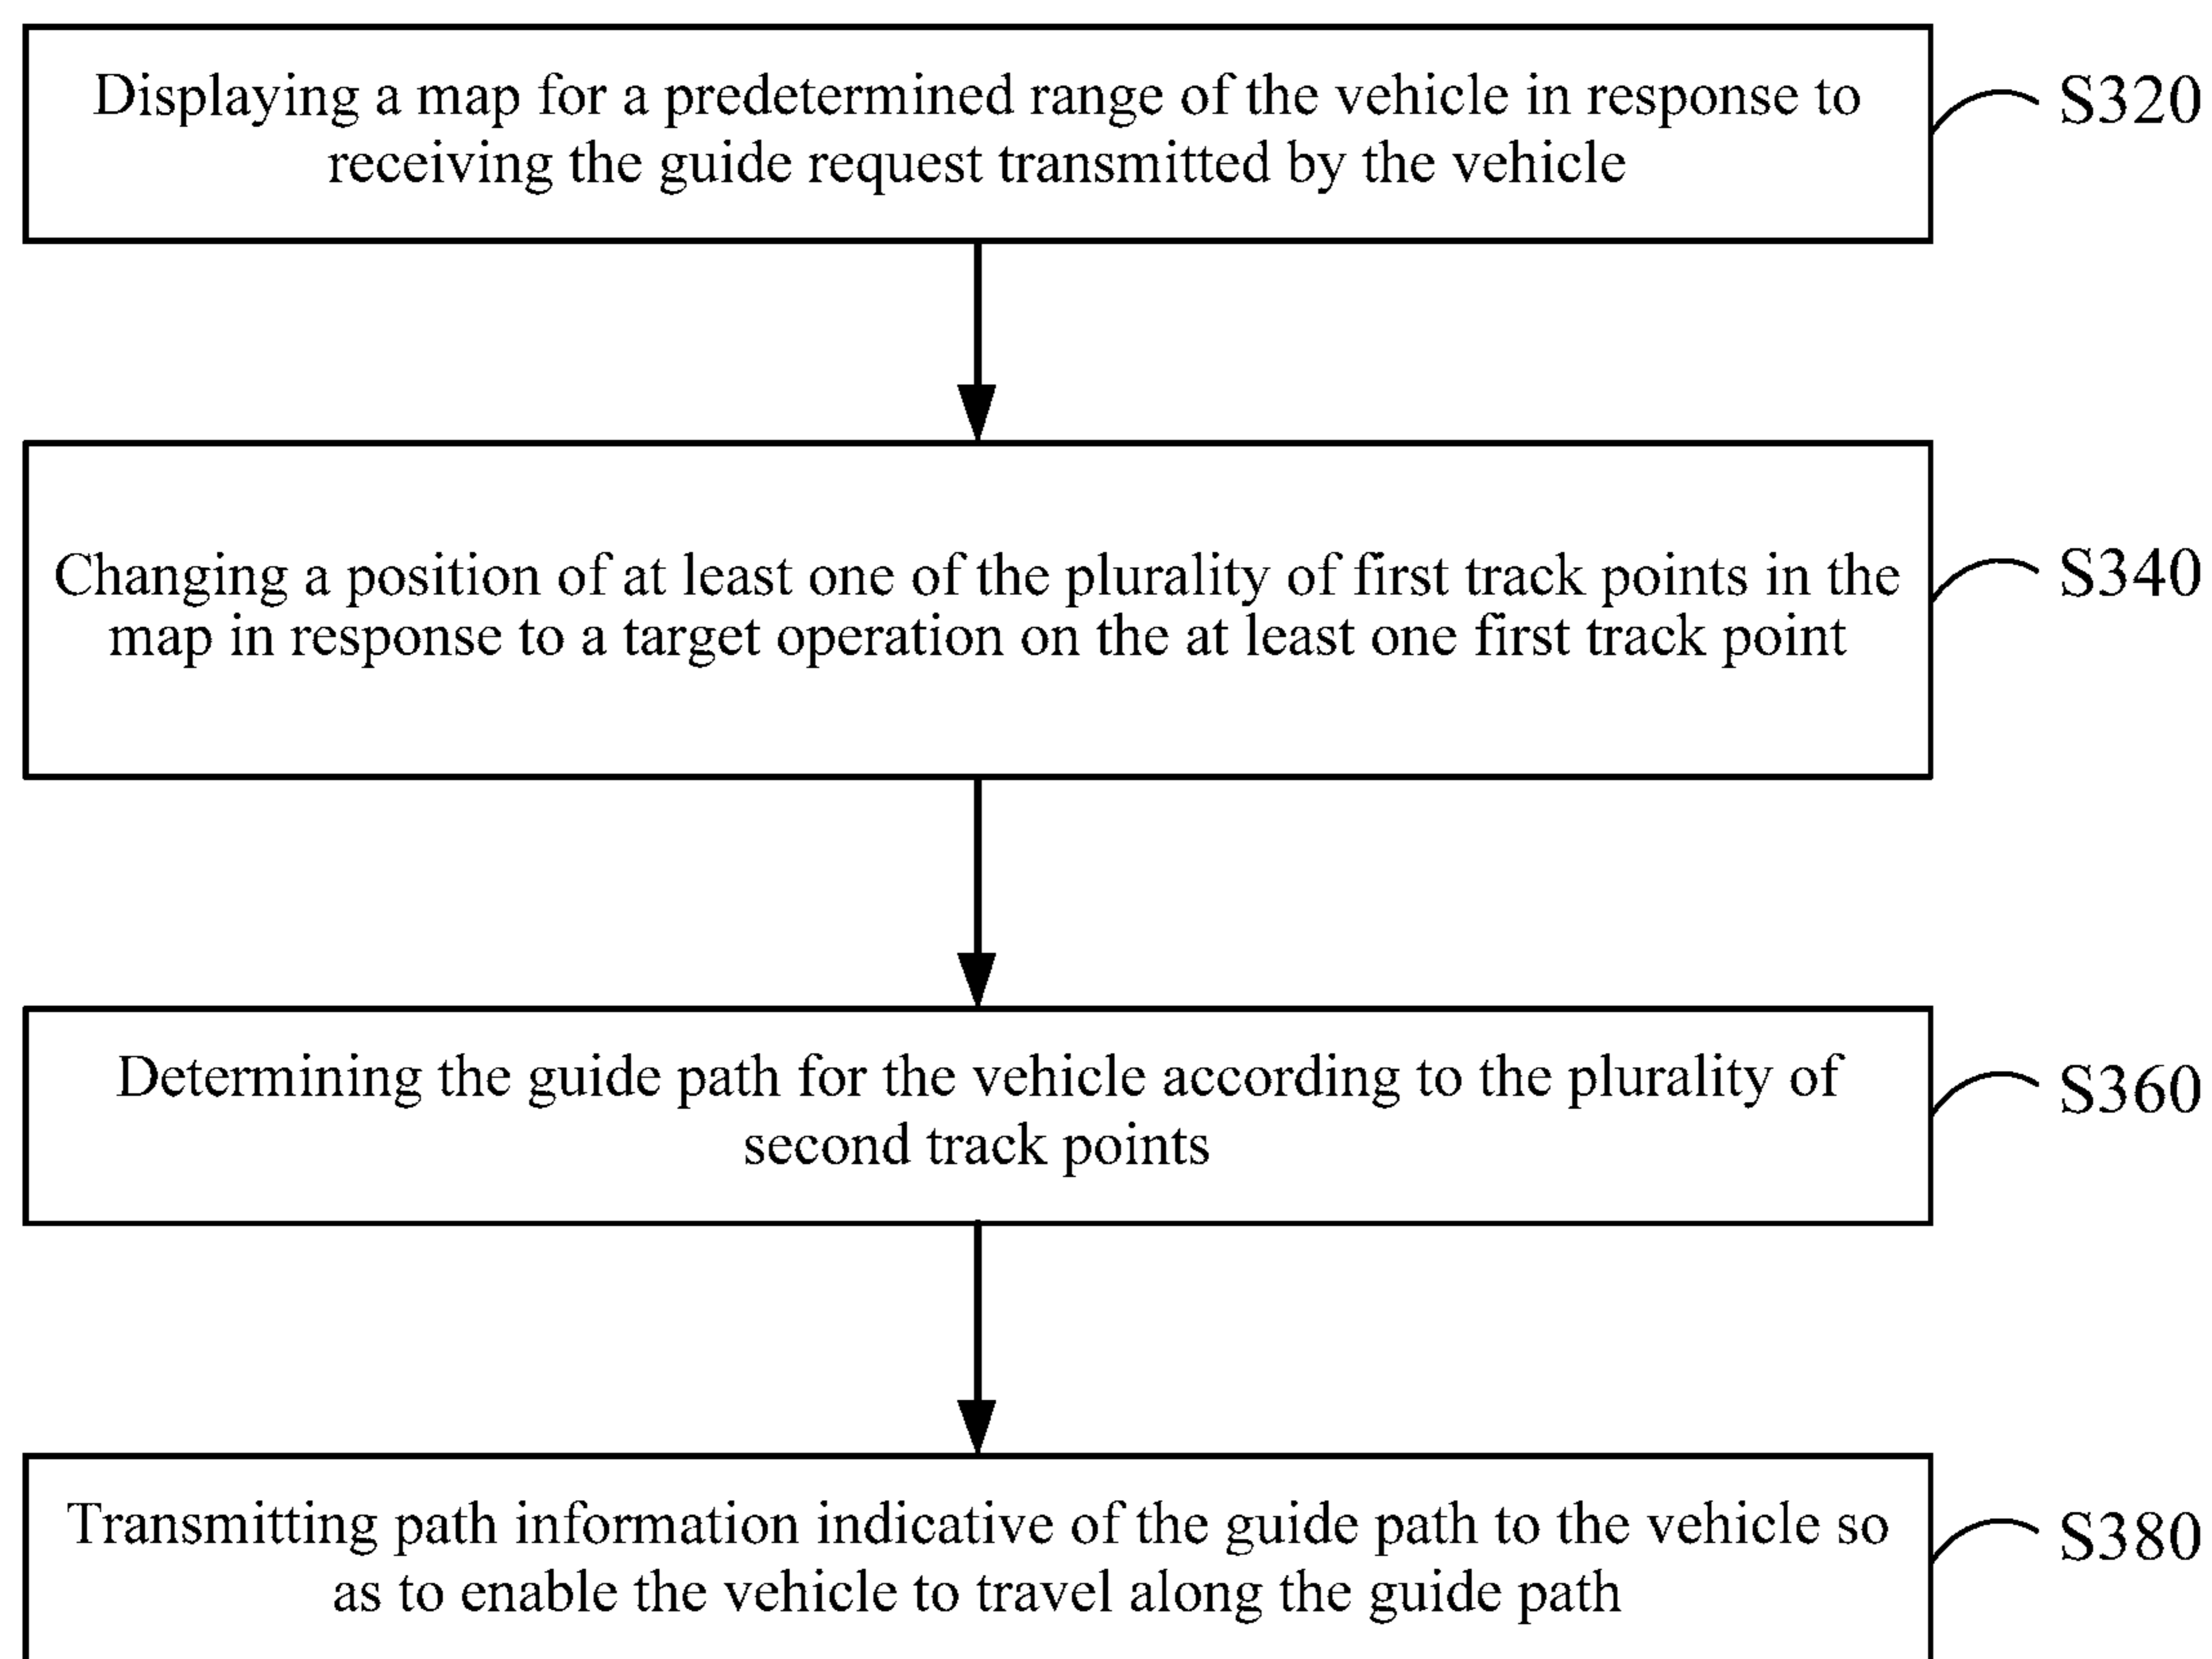 Displaying a map for a predetermined range of the vehicle in response to
receiving the guide request transmitted by the vehicle
S320
Changing a position of at least one of the plurality of first track points in the
map in response to a target operation on the at least one first track point
S340
Determining the guide path for the vehicle according to the plurality of
second track points
S360
Transmitting path information indicative of the guide path to the vehicle so
as to enable the vehicle to travel along the guide path
S380